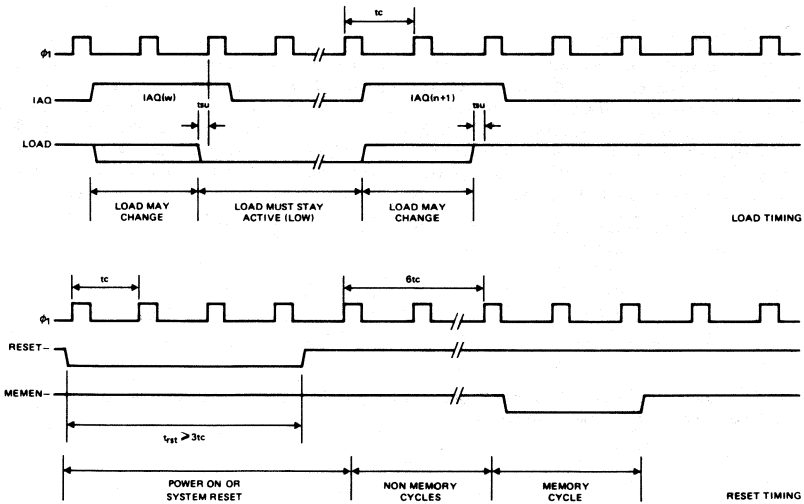 tc
ϕ1
IAQ
IAQ(w)
IAQ(n+1)
tsu
tsu
LOAD
LOAD MAY
CHANGE
LOAD MUST STAY
ACTIVE (LOW)
LOAD MAY
CHANGE
LOAD TIMING
tc
6tc
ϕ1
RESET–
MEMEN–
trst ⩾ 3tc
POWER ON OR
SYSTEM RESET
NON MEMORY
CYCLES
MEMORY
CYCLE
RESET TIMING